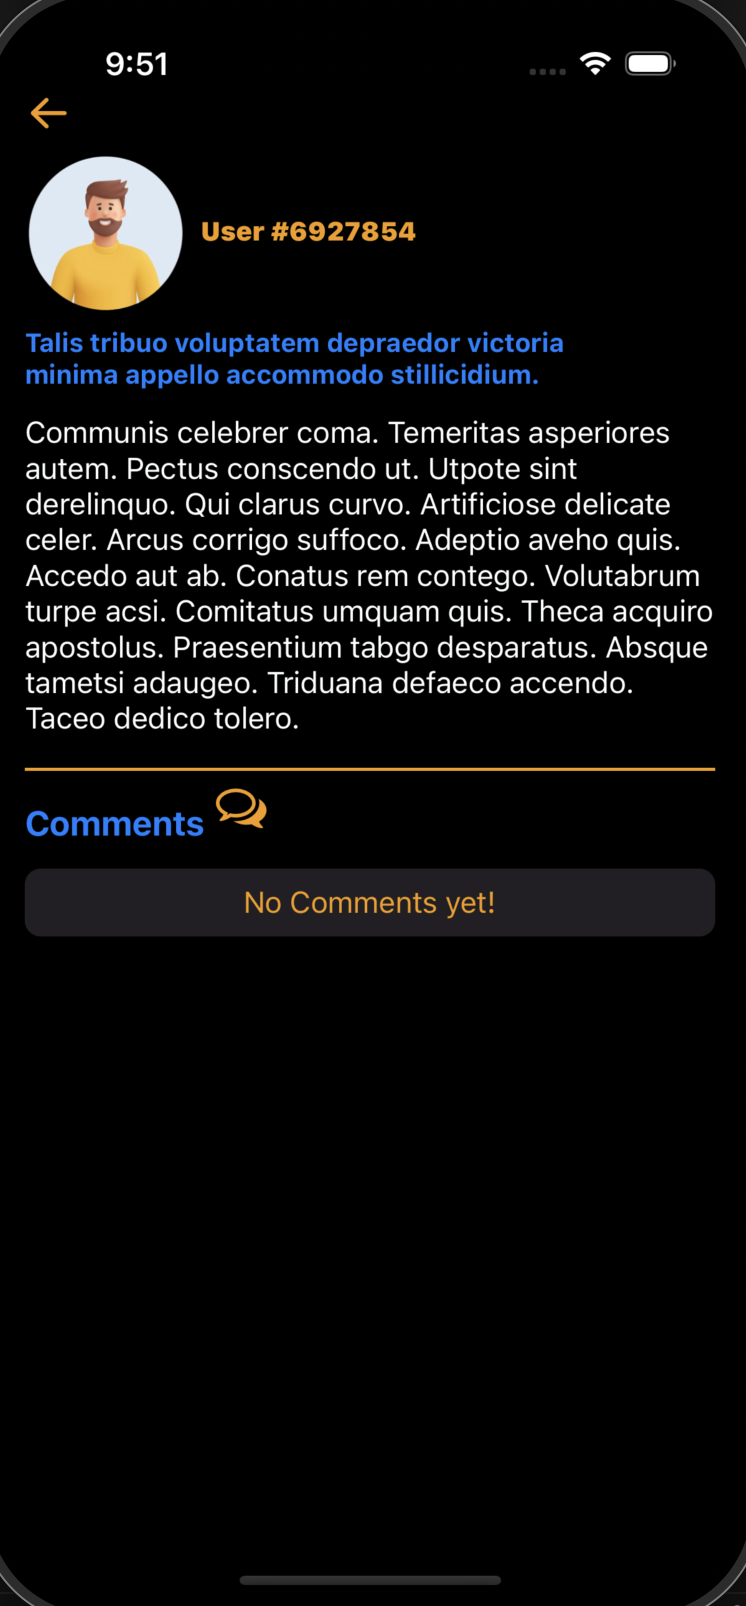 9:51
User #6927854
Talis tribuo voluptatem depraedor victoria
minima appello accommodo stillicidium.
Communis celebrer coma. Temeritas asperiores
autem. Pectus conscendo ut. Utpote sint
derelinquo. Qui clarus curvo. Artificiose delicate
celer. Arcus corrigo suffoco. Adeptio aveho quis.
Accedo aut ab. Conatus rem contego. Volutabrum
turpe acsi. Comitatus umquam quis. Theca acquiro
apostolus. Praesentium tabgo desparatus. Absque
tametsi adaugeo. Triduana defaeco accendo.
Taceo dedico tolero.
Comments
No Comments yet!